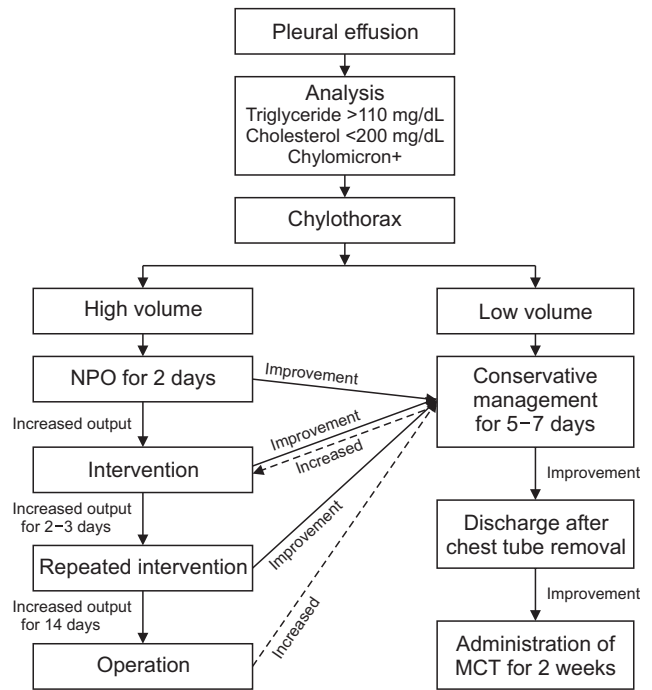 Pleural effusion
Analysis
Triglyceride >110 mg/dL
Cholesterol <200 mg/dL
Chylomicron+
Chylothorax
High volume
Low volume
NPO for 2 days
Improvement
Conservative
management
for 5−7 days
Increased output
Improvement
Increased
Intervention
Improvement
Increased output
for 2−3 days
Improvement
Discharge after
chest tube removal
Repeated intervention
Increased output
for 14 days
Increased
Improvement
Operation
Administration of
MCT for 2 weeks